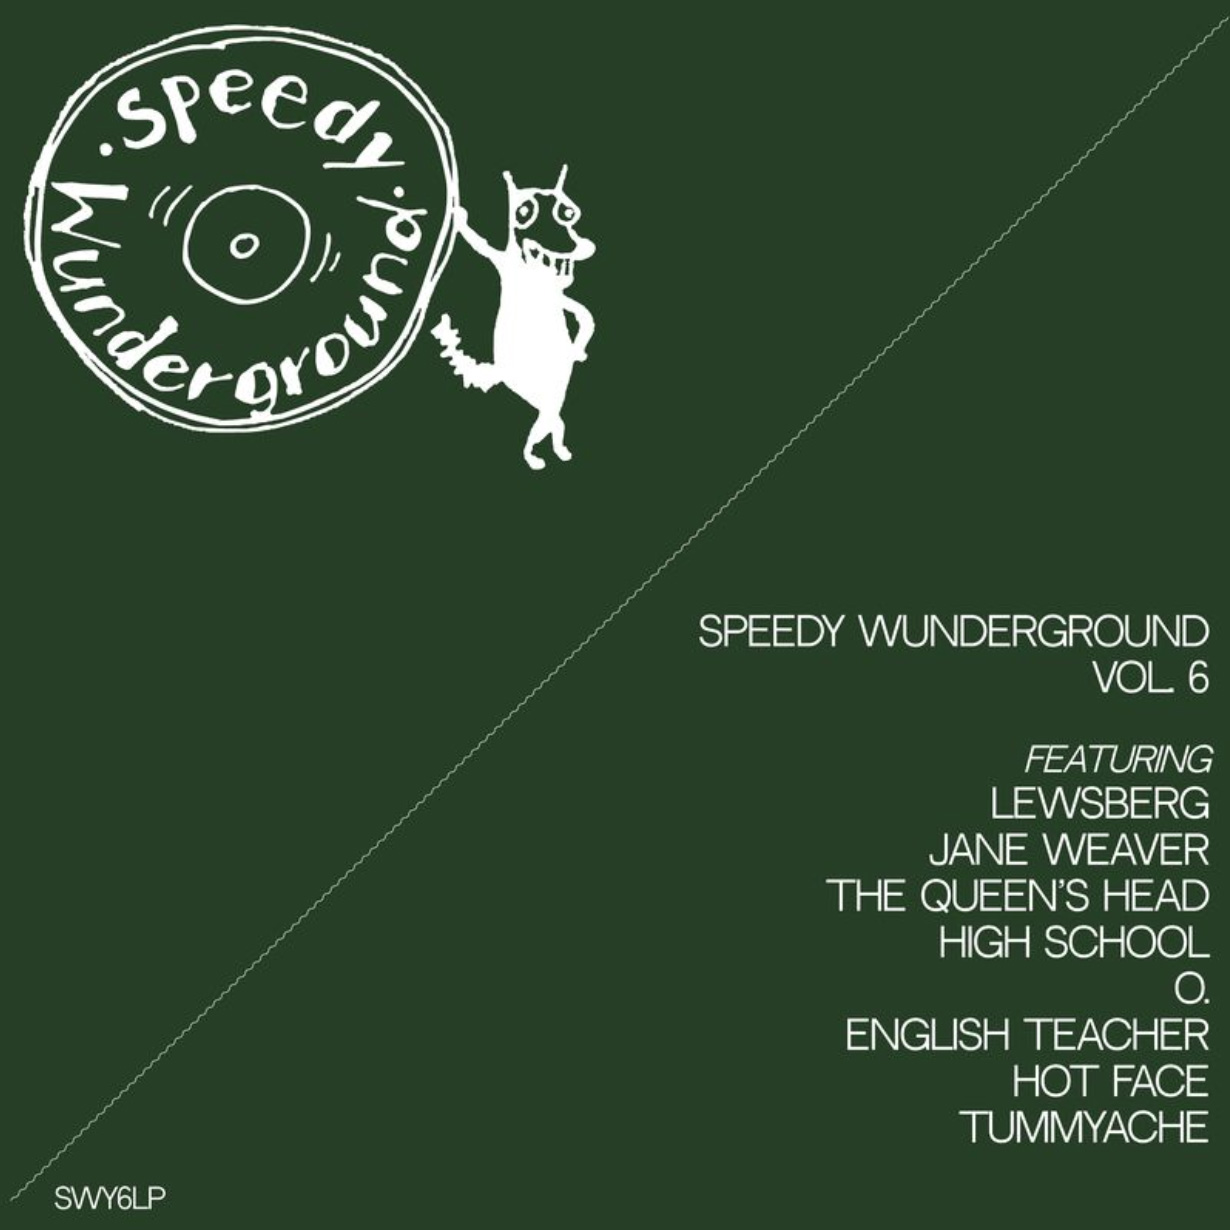 .Speedy.
Wunderground
SPEEDY WUNDERGROUND
VOL. 6
FEATURING
LEWSBERG
JANE WEAVER
THE QUEEN'S HEAD
HIGH SCHOOL
O.
ENGLISH TEACHER
HOT FACE
TUMMYACHE
SWY6LP